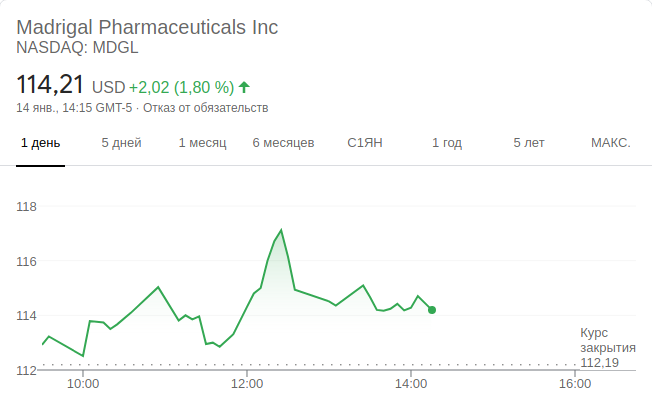 Madrigal Pharmaceuticals Inc
NASDAQ: MDGL
114,21 USD +2,02 (1,80 %)
14 янв., 14:15 GMT-5 · Отказ от обязательств
1 день 5 дней 1 месяц 6 месяцев С1ЯН 1 год 5 лет МАКС.
118
116
114
112
Курс
закрытия
112,19
10:00 12:00 14:00 16:00